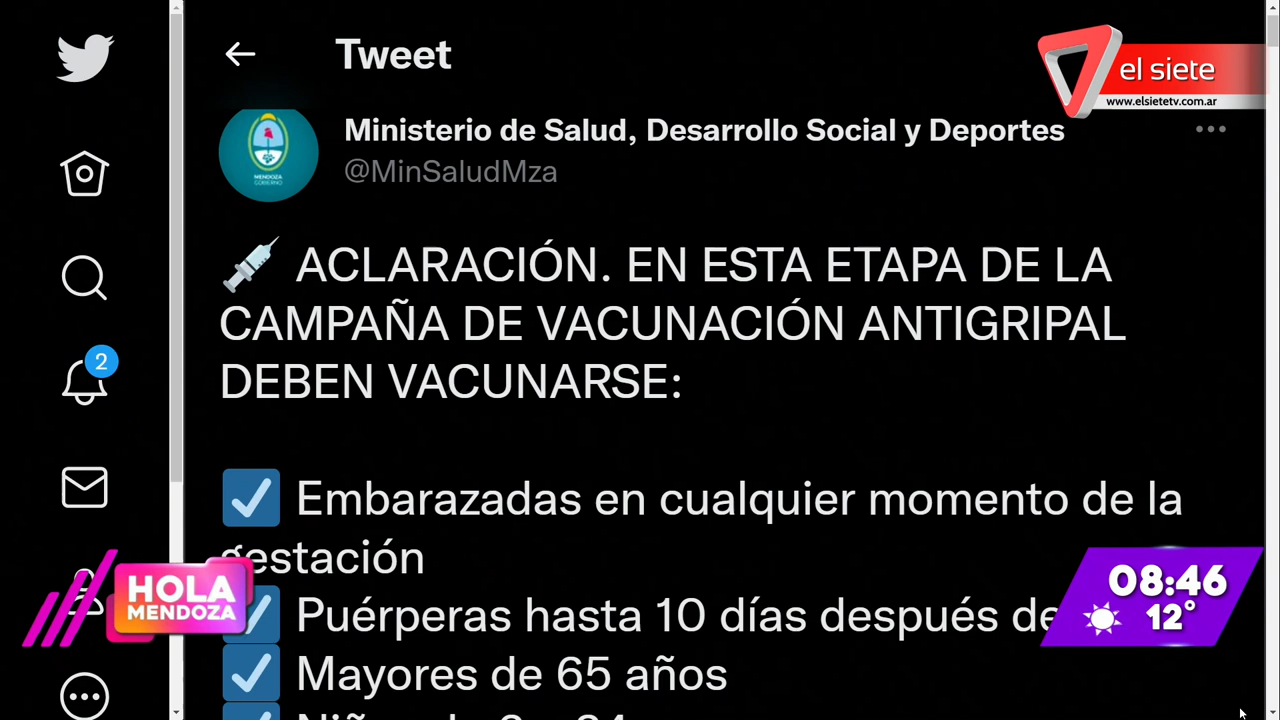 Tweet
el siete
www.elsietetv.com.ar
Ministerio de Salud, Desarrollo Social y Deportes
@MinSaludMza
MENDOZA
GOBIERNO
ACLARACIÓN. EN ESTA ETAPA DE LA
CAMPAÑA DE VACUNACIÓN ANTIGRIPAL
DEBEN VACUNARSE:
2
Embarazadas en cualquier momento de la
gestación
Puérperas hasta 10 días después de
Mayores de 65 años
HOLA
MENDOZA
08:46
12°